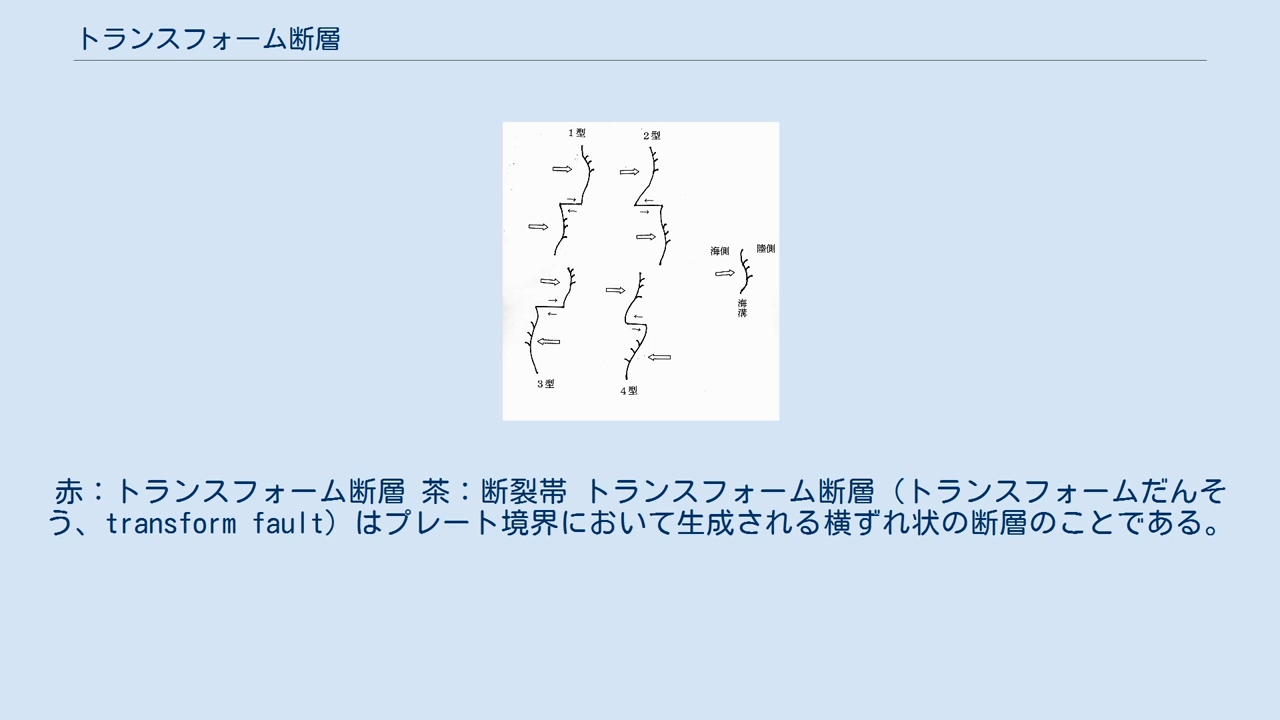 トランスフォーム断層
1型
2型
海側
陸側
海溝
3型
4型
赤：トランスフォーム断層 茶：断裂帯 トランスフォーム断層（トランスフォームだんそ
う、transform fault）はプレート境界において生成される横ずれ状の断層のことである。